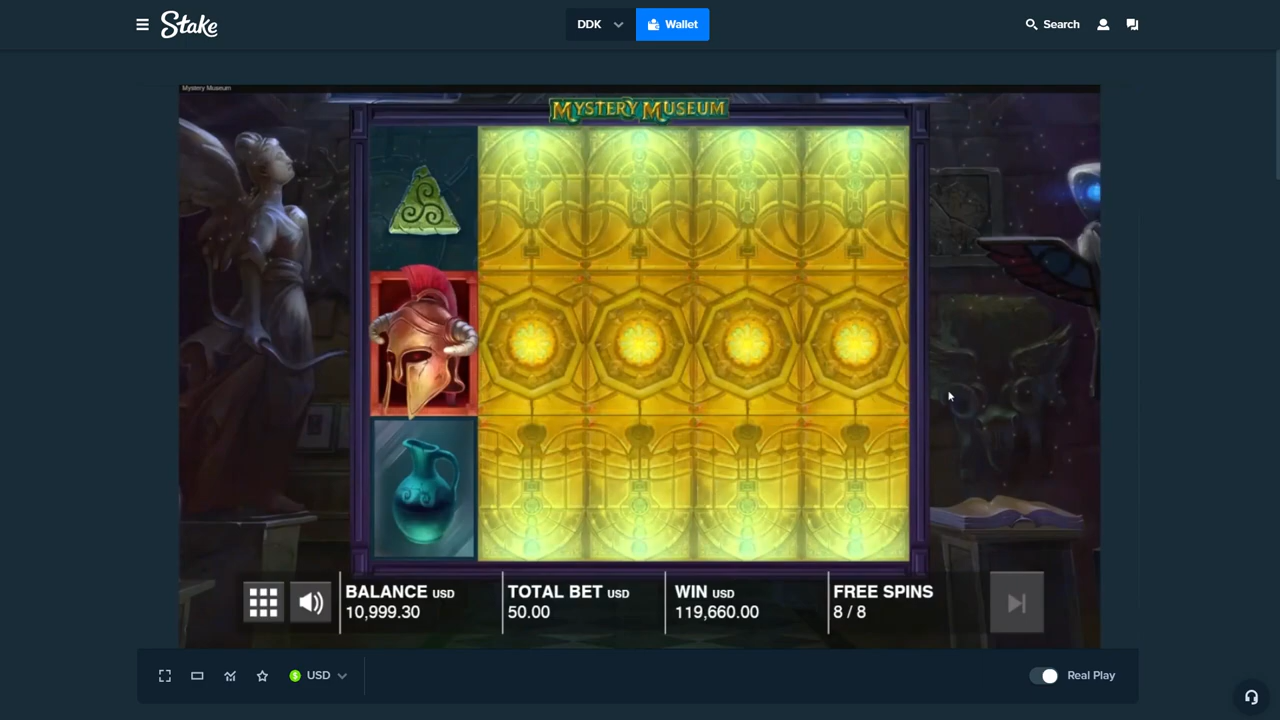 Stake
DDK
Wallet
Search
Mystery Museum
MYSTERY MUSEUM
BALANCE USD
10,999.30
TOTAL BET USD
50.00
WIN USD
119,660.00
FREE SPINS
8 / 8
USD
Real Play